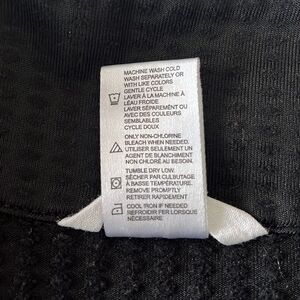 MACHINE WASH COLD
WASH SEPARATELY OR
WITH LIKE COLORS
GENTLE CYCLE
LAVER À LA MACHINE À
L'EAU FROIDE
LAVER SÉPARÉMENT OU
AVEC DES COULEURS
SEMBLABLES
CYCLE DOUX
ONLY NON-CHLORINE
BLEACH WHEN NEEDED.
UTILISER SEULEMENT UN
AGENT DE BLANCHIMENT
NON CHLORÉ AU BESOIN.
TUMBLE DRY LOW.
SÉCHER PAR CULBUTAGE
À BASSE TEMPÉRATURE.
REMOVE PROMPTLY
RETIRER RAPIDEMENT
COOL IRON IF NEEDED
REFROIDIR FER LORSQUE
NÉCESSAIRE